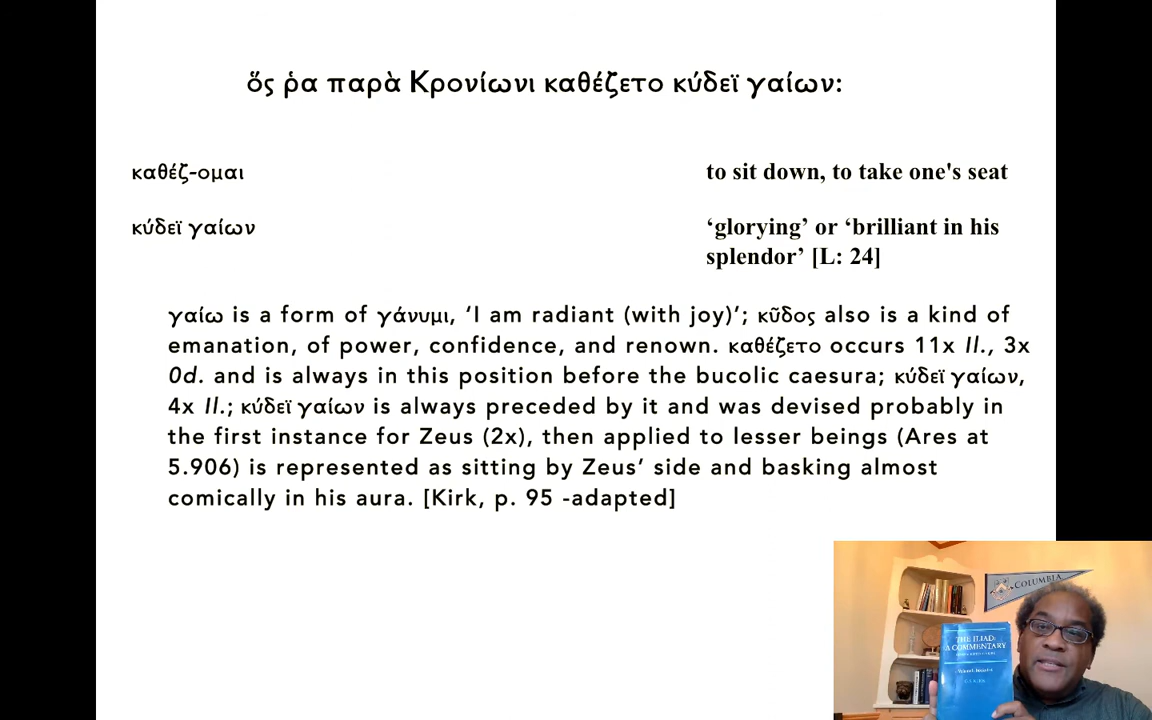 ὅς ῥα παρὰ Κρονίωνι καθέζετο κύδεϊ γαίων:
καθέζ-ομαι to sit down, to take one's seat
κύδεϊ γαίων ‘glorying’ or ‘brilliant in his
splendor’ [L: 24]
γαίω is a form of γάνυμι, ‘I am radiant (with joy)’; κῦδος also is a kind of
emanation, of power, confidence, and renown. καθέζετο occurs 11x Il., 3x
0d. and is always in this position before the bucolic caesura; κύδεϊ γαίων,
4x Il.; κύδεϊ γαίων is always preceded by it and was devised probably in
the first instance for Zeus (2x), then applied to lesser beings (Ares at
5.906) is represented as sitting by Zeus’ side and basking almost
comically in his aura. [Kirk, p. 95 -adapted]
COLUMBIA
THE ILIAD:
A COMMENTARY